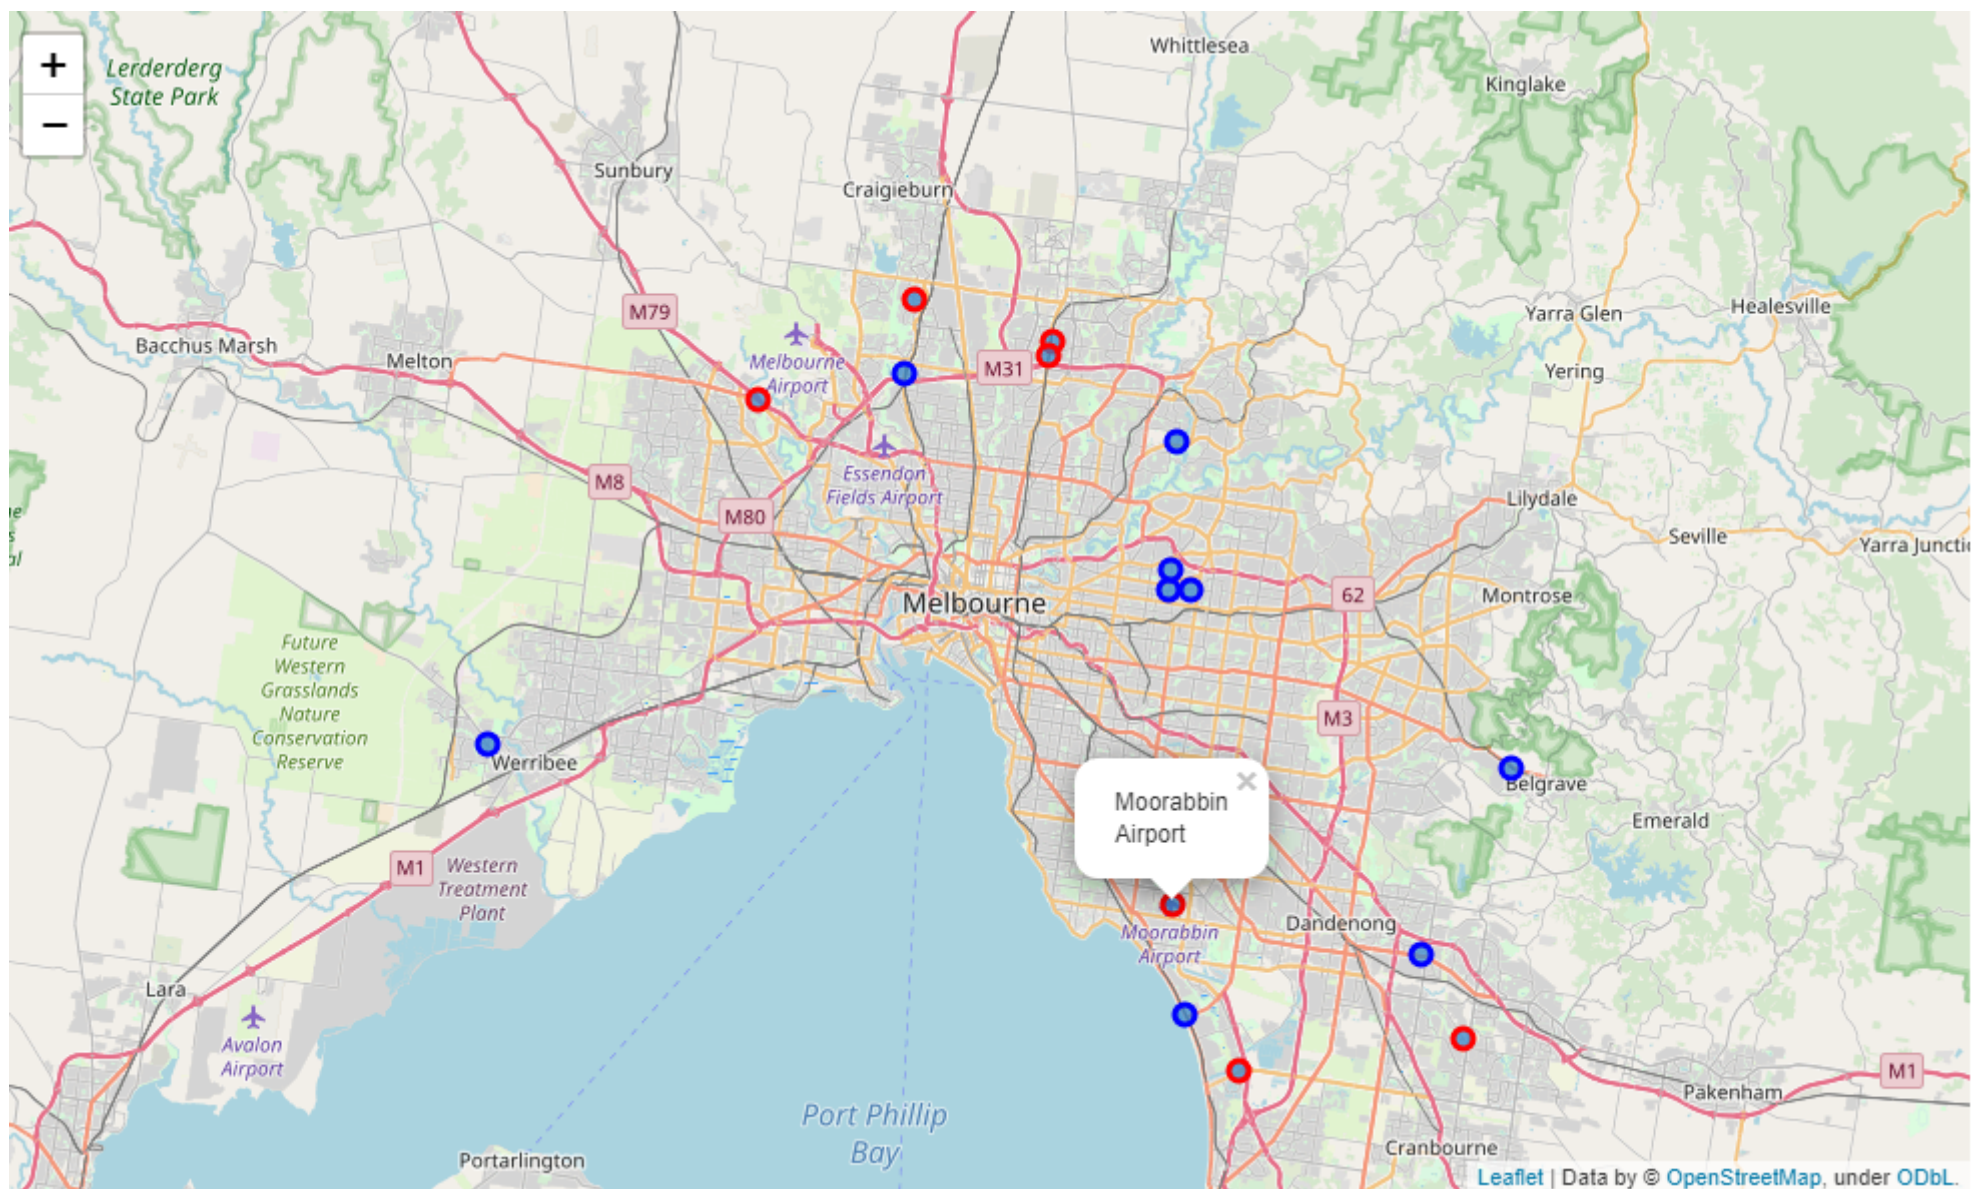 Whittlesea
+
Lerderderg
State Park
Kinglake
−
Sunbury
Craigieburn
Healesville
M79
Yarra Glen
Bacchus Marsh
Melton
Melbourne
Airport
M31
Yering
M8
Essendon
Fields Airport
Lilydale
M80
Seville
Yarra Juncti
al
Melbourne
62
Montrose
Future
Western
Grasslands
Nature
Conservation
Reserve
M3
Werribee
Belgrave
Moorabbin
Airport
×
Emerald
M1
Western
Treatment
Plant
Dandenong
Moorabbin
Airport
Lara
Avalon
Airport
M1
Pakenham
Port Phillip
Bay
Cranbourne
Portarlington
Leaflet | Data by © OpenStreetMap, under ODbL.